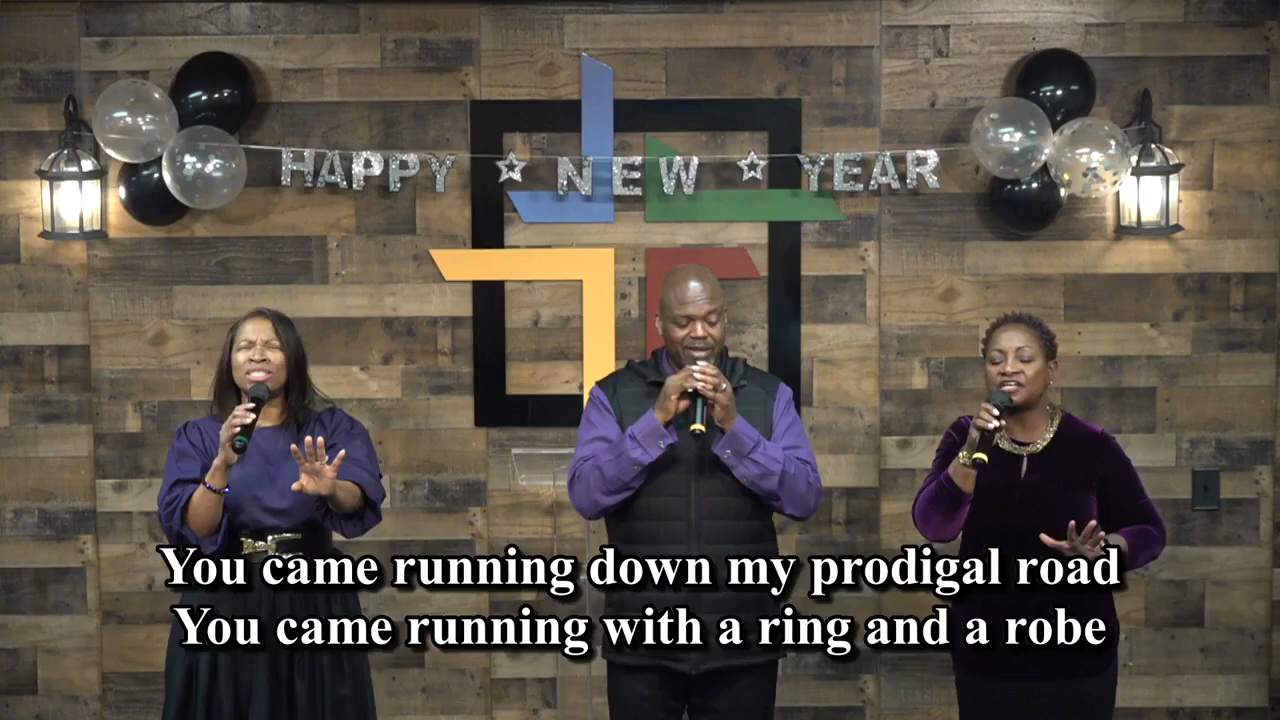 HAPPY NEW YEAR
You came running down my prodigal road
You came running with a ring and a robe